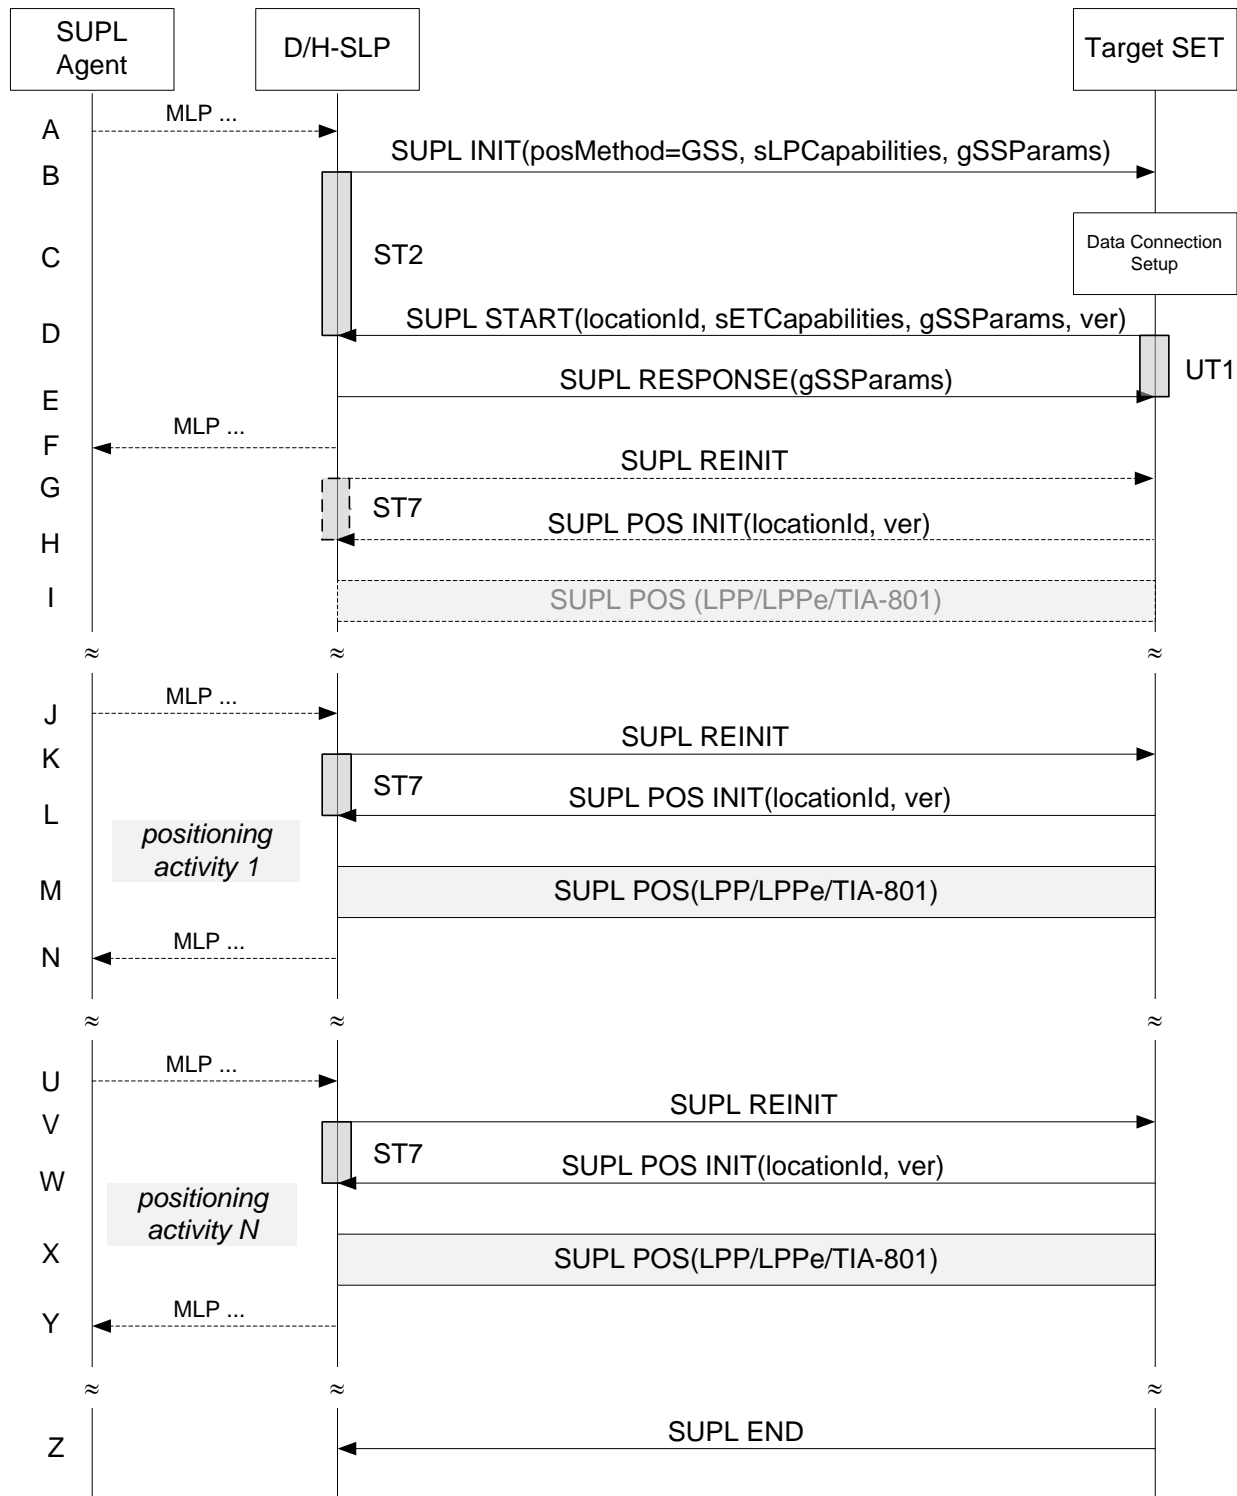 SUPL
Agent
D/H-SLP
Target SET
A
MLP ...
B
SUPL INIT(posMethod=GSS, sLPCapabilities, gSSParams)
C
ST2
Data Connection
Setup
D
SUPL START(locationId, sETCapabilities, gSSParams, ver)
UT1
E
SUPL RESPONSE(gSSParams)
F
MLP ...
G
SUPL REINIT
ST7
H
SUPL POS INIT(locationId, ver)
I
SUPL POS (LPP/LPPe/TIA-801)
≈ ≈ ≈
J
MLP ...
K
SUPL REINIT
ST7
L
SUPL POS INIT(locationId, ver)
positioning
activity 1
M
SUPL POS(LPP/LPPe/TIA-801)
N
MLP ...
≈ ≈ ≈
U
MLP ...
V
SUPL REINIT
ST7
W
SUPL POS INIT(locationId, ver)
positioning
activity N
X
SUPL POS(LPP/LPPe/TIA-801)
Y
MLP ...
≈ ≈ ≈
Z
SUPL END